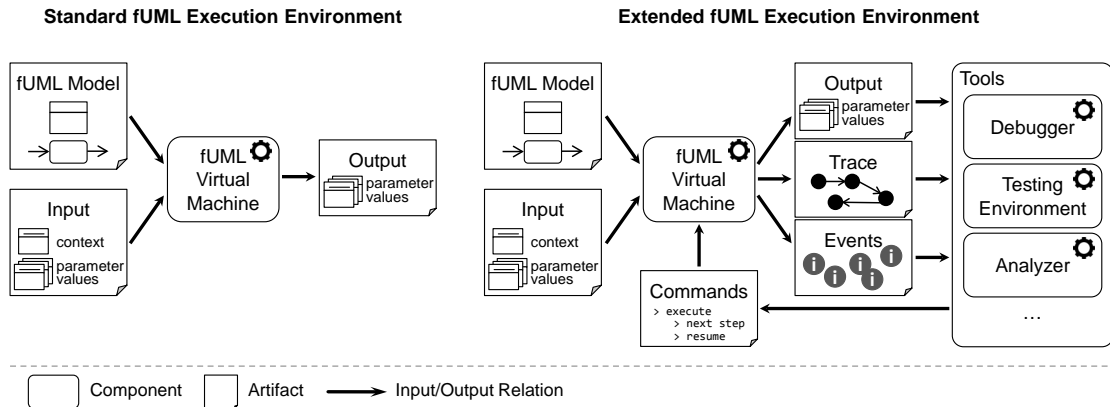 Standard fUML Execution Environment
fUML Model
Input
context
parameter
values
fUML
Virtual
Machine
Output
parameter
values
Extended fUML Execution Environment
fUML Model
Input
context
parameter
values
fUML
Virtual
Machine
Output
parameter
values
Trace
Events
i i i i i
Commands
> execute
> next step
> resume
Tools
Debugger
Testing
Environment
Analyzer
…
Component
Artifact
Input/Output Relation